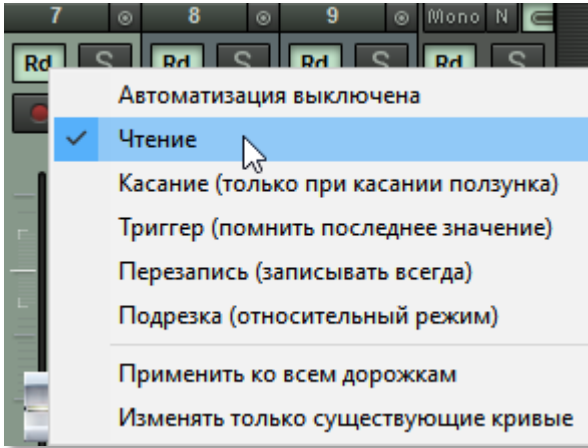 7 8 9 Mono N
Rd S Rd S Rd S Rd S
Автоматизация выключена
Чтение
Касание (только при касании ползунка)
Триггер (помнить последнее значение)
Перезапись (записывать всегда)
Подрезка (относительный режим)
Применить ко всем дорожкам
Изменять только существующие кривые